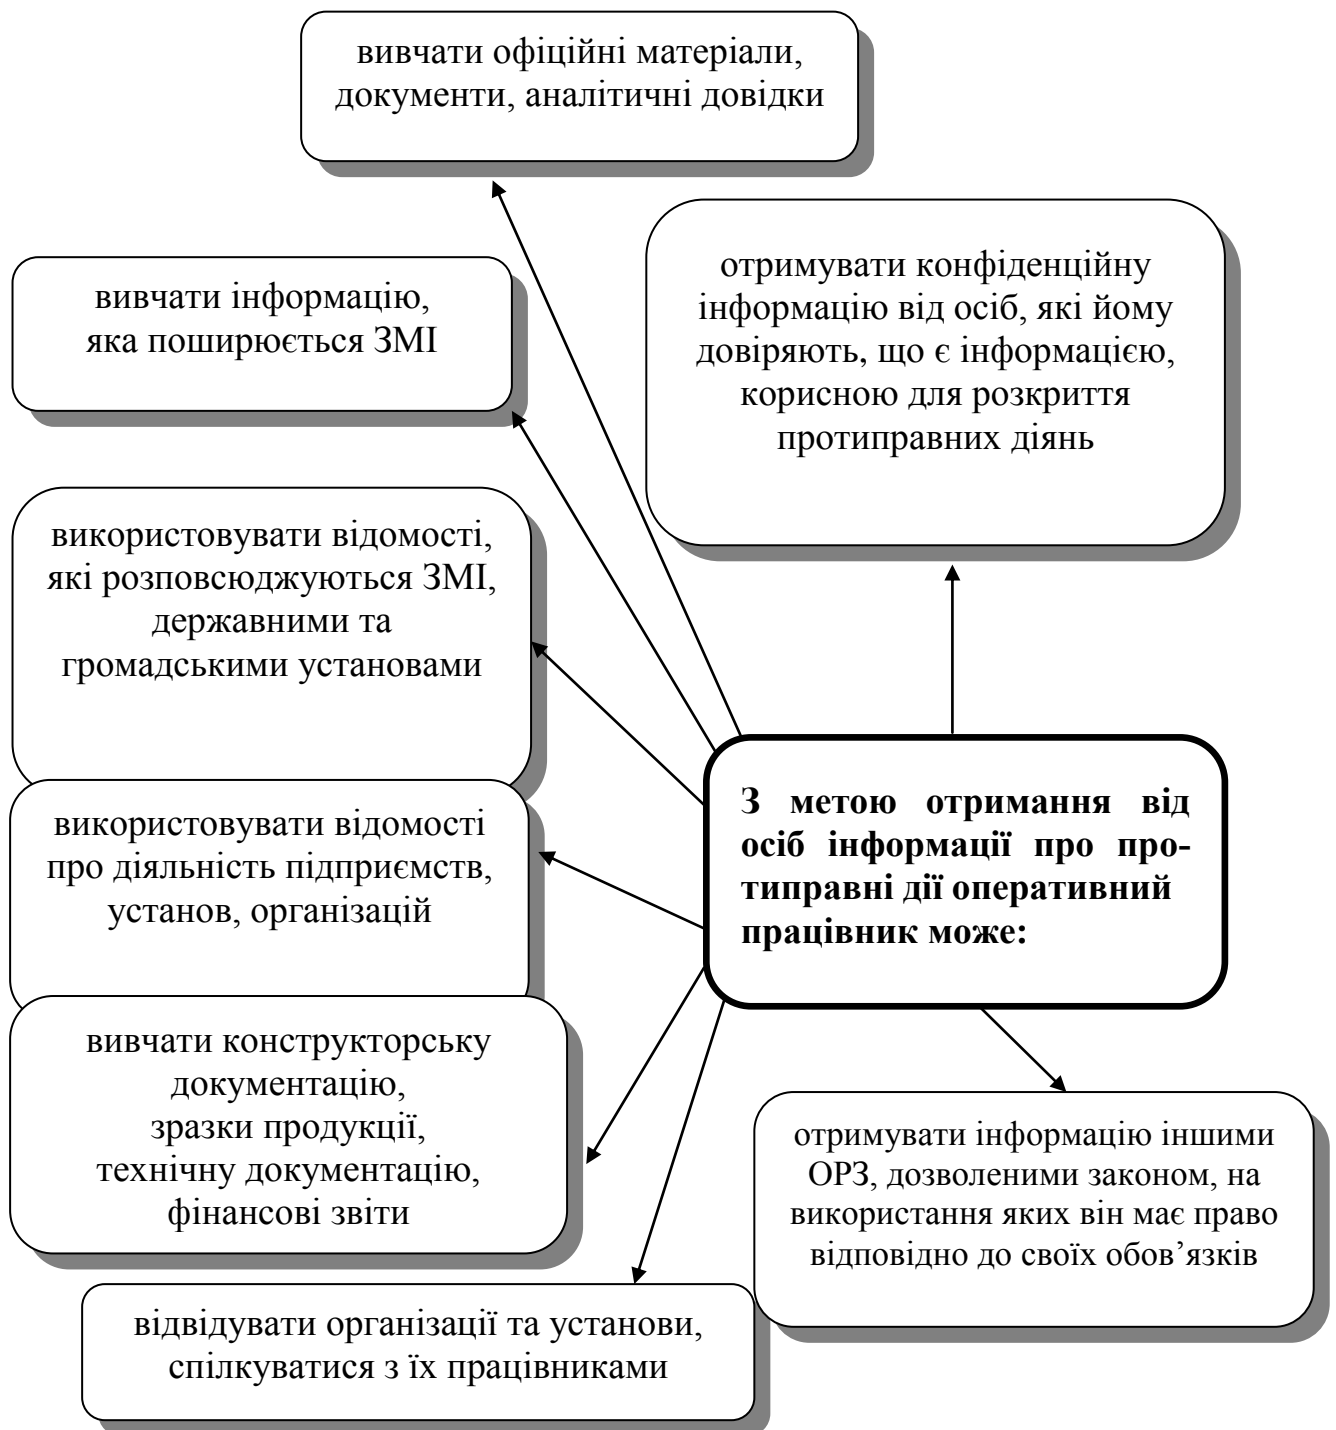 вивчати офіційні матеріали,
документи, аналітичні довідки
отримувати конфіденційну
інформацію від осіб, які йому
довіряють, що є інформацією,
корисною для розкриття
протиправних діянь
вивчати інформацію,
яка поширюється ЗМІ
використовувати відомості,
які розповсюджуються ЗМІ,
державними та
громадськими установами
З метою отримання від
осіб інформації про про-
типравні дії оперативний
працівник може:
використовувати відомості
про діяльність підприємств,
установ, організацій
вивчати конструкторську
документацію,
зразки продукції,
технічну документацію,
фінансові звіти
отримувати інформацію іншими
ОРЗ, дозволеними законом, на
використання яких він має право
відповідно до своїх обов’язків
відвідувати організації та установи,
спілкуватися з їх працівниками